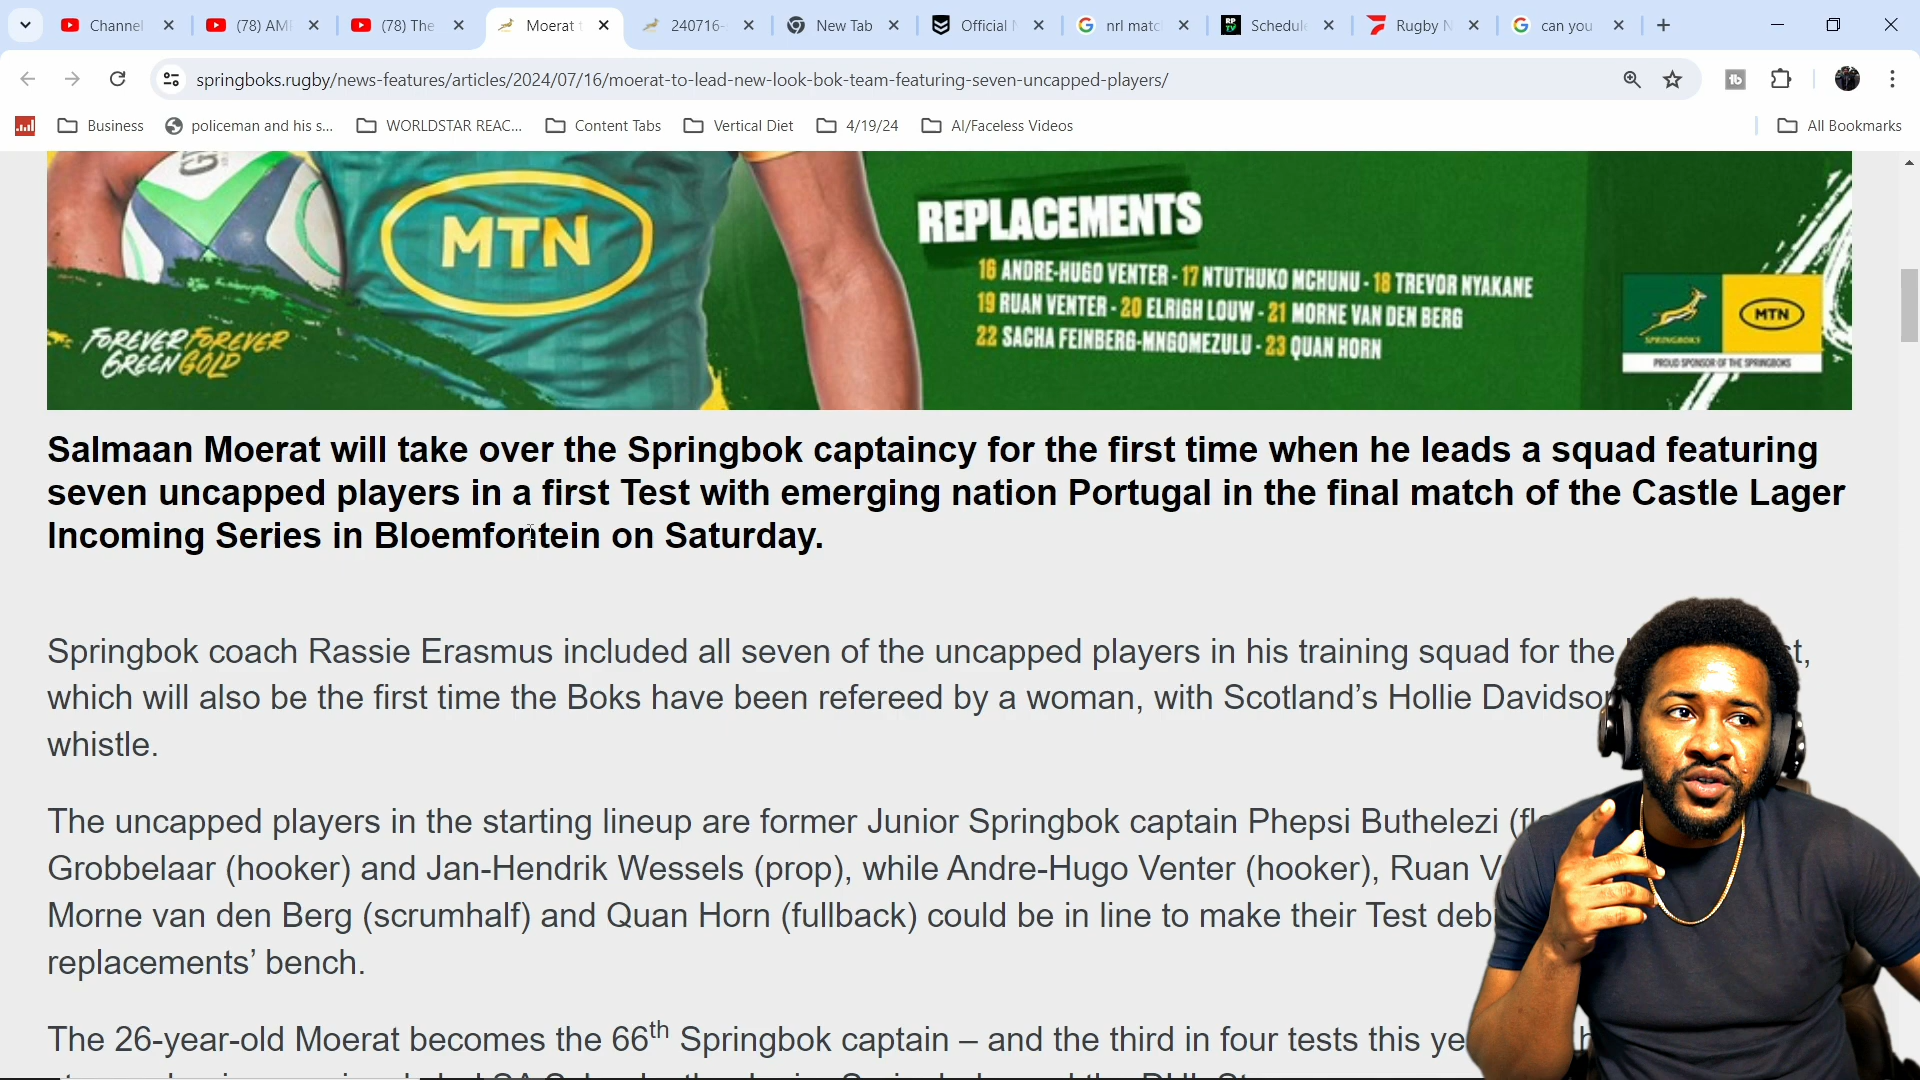 Channel
(78) AMI
(78) The
Moerat t
240716-
New Tab
Official
nrl matc
Schedule
Rugby N
can you
springboks.rugby/news-features/articles/2024/07/16/moerat-to-lead-new-look-bok-team-featuring-seven-uncapped-players/
Business
policeman and his s...
WORLDSTAR REAC...
Content Tabs
Vertical Diet
4/19/24
AI/Faceless Videos
All Bookmarks
MTN
FOREVER FOREVER
GREEN GOLD
REPLACEMENTS
16 ANDRE-HUGO VENTER - 17 NTUTHUKO MCHUNU - 18 TREVOR NYAKANE
19 RUAN VENTER - 20 ELRIGH LOUW - 21 MORNE VAN DEN BERG
22 SACHA FEINBERG-MNGOMEZULU - 23 QUAN HORN
SPRINGBOKS
MTN
PROUD SPONSOR OF THE SPRINGBOKS
Salmaan Moerat will take over the Springbok captaincy for the first time when he leads a squad featuring
seven uncapped players in a first Test with emerging nation Portugal in the final match of the Castle Lager
Incoming Series in Bloemfontein on Saturday.
Springbok coach Rassie Erasmus included all seven of the uncapped players in his training squad for the
which will also be the first time the Boks have been refereed by a woman, with Scotland’s Hollie Davidson
whistle.
The uncapped players in the starting lineup are former Junior Springbok captain Phepsi Buthelezi
Grobbelaar (hooker) and Jan-Hendrik Wessels (prop), while Andre-Hugo Venter (hooker), Ruan
Morne van den Berg (scrumhalf) and Quan Horn (fullback) could be in line to make their Test
replacements’ bench.
The 26-year-old Moerat becomes the 66th Springbok captain – and the third in four tests this